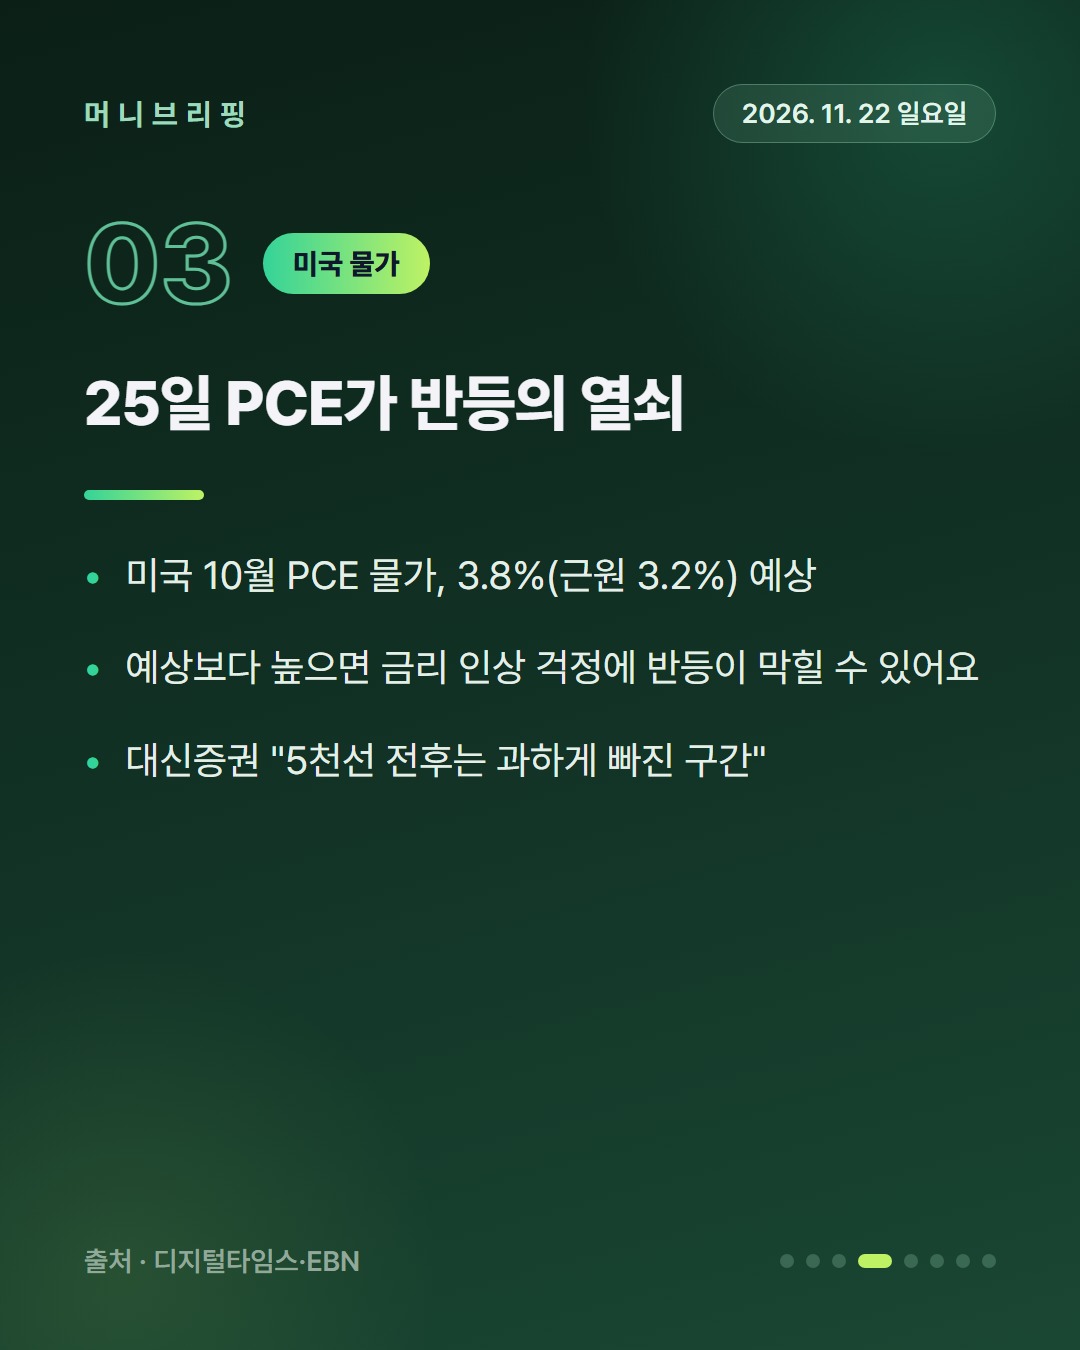 머니브리핑
2026. 11. 22 일요일
03
미국 물가
25일 PCE가 반등의 열쇠
• 미국 10월 PCE 물가, 3.8%(근원 3.2%) 예상
• 예상보다 높으면 금리 인상 걱정에 반등이 막힐 수 있어요
• 대신증권 "5천선 전후는 과하게 빠진 구간"
출처 · 디지털타임스·EBN